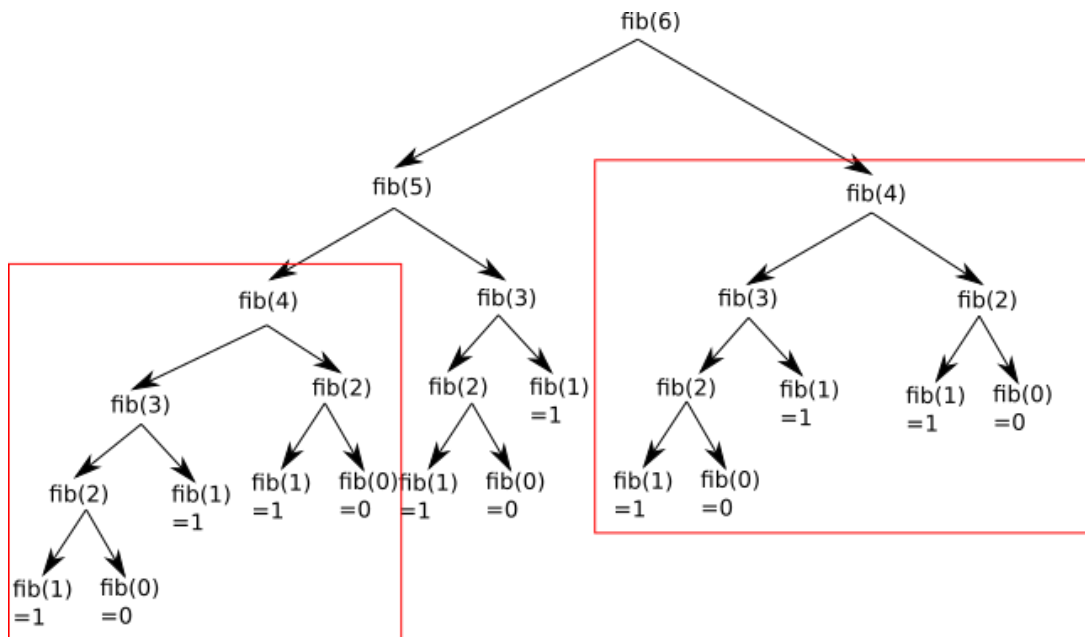 fib(6)
fib(5)
fib(4)
fib(4)
fib(3)
fib(3)
fib(2)
fib(3)
fib(2)
fib(2)
fib(1)
=1
fib(2)
fib(1)
=1
fib(1)
=1
fib(0)
=0
fib(2)
fib(1)
=1
fib(1)
=1
fib(0)
=0
fib(1)
=1
fib(0)
=0
fib(1)
=1
fib(0)
=0
fib(1)
=1
fib(0)
=0